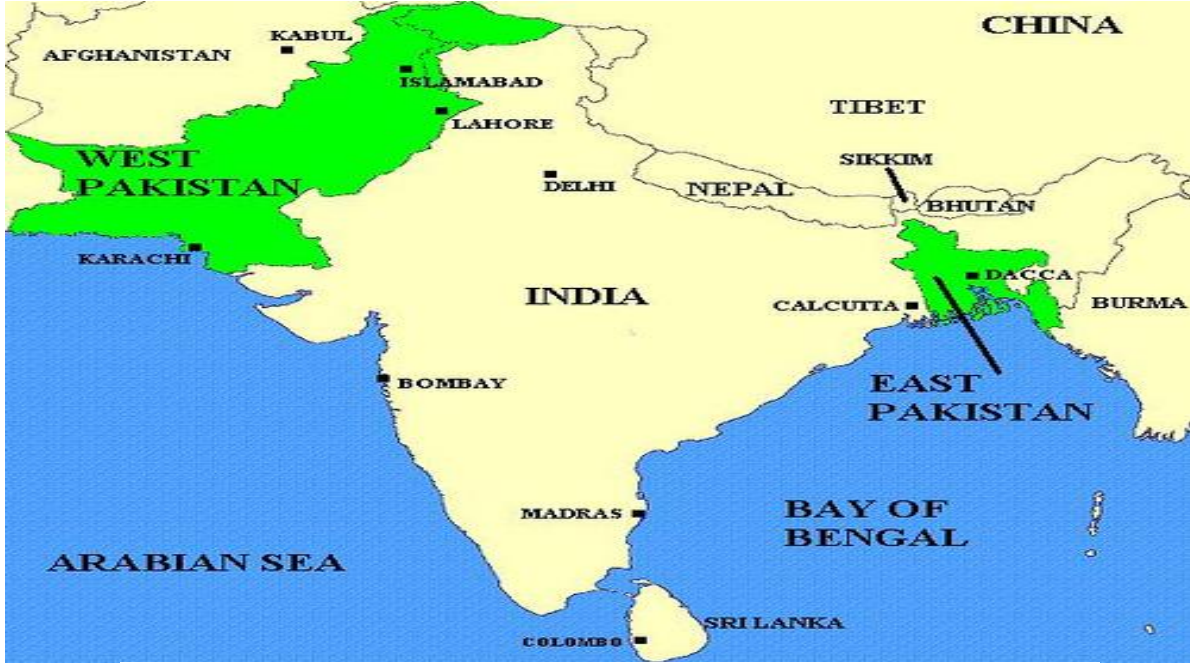 CHINA
KABUL
AFGHANISTAN
ISLAMABAD
LAHORE
TIBET
WEST
PAKISTAN
SIKKIM
DELHI
NEPAL
BHUTAN
KARACHI
DACCA
INDIA
CALCUTTA
BURMA
BOMBAY
EAST
PAKISTAN
MADRAS
BAY OF
BENGAL
ARABIAN SEA
SRI LANKA
COLOMBO